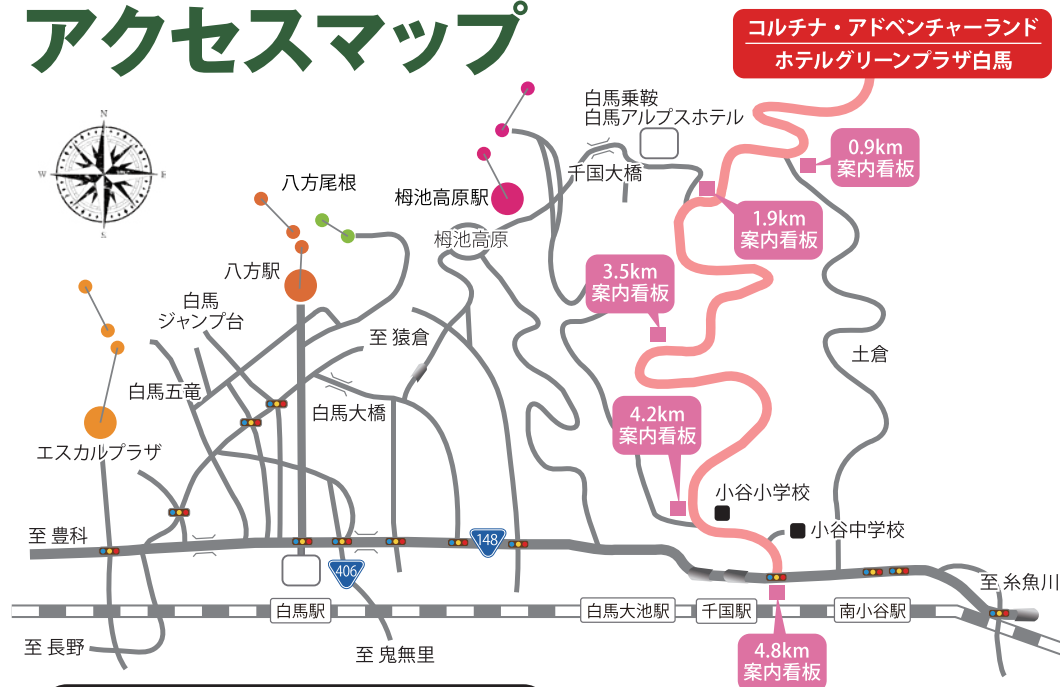 アクセスマップ
コルチナ・アドベンチャーランド
ホテルグリーンプラザ白馬
N
W
E
S
白馬乗鞍
白馬アルプスホテル
千国大橋
0.9km
案内看板
八方尾根
栂池高原駅
1.9km
案内看板
栂池高原
八方駅
3.5km
案内看板
白馬
ジャンプ台
至 猿倉
土倉
白馬五竜
白馬大橋
4.2km
案内看板
エスカルプラザ
小谷小学校
小谷中学校
至 豊科
148
406
至 糸魚川
白馬駅
白馬大池駅
千国駅
南小谷駅
至 長野
至 鬼無里
4.8km
案内看板